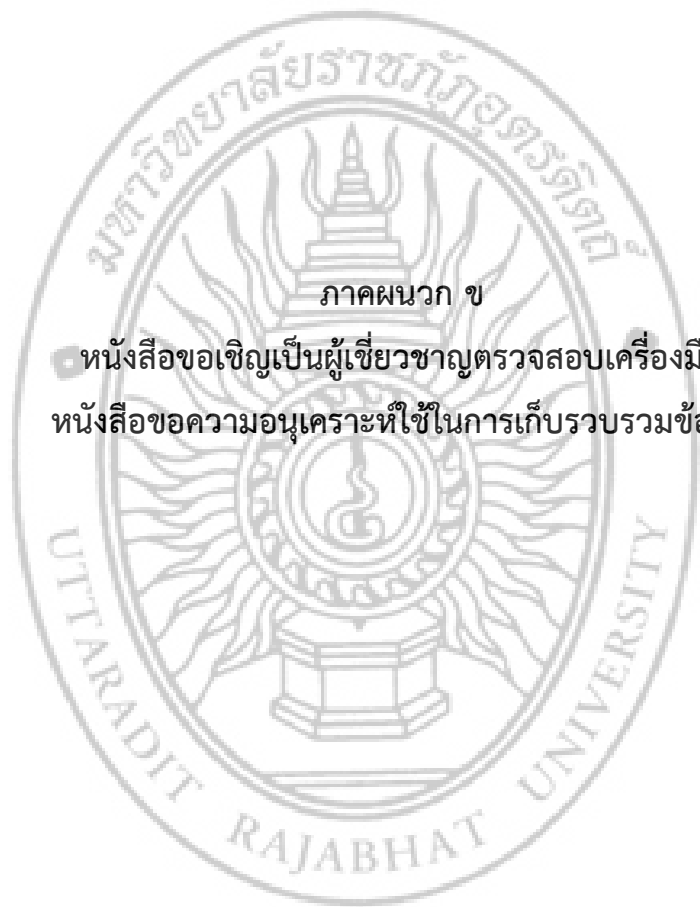 มหาวิทยาลัยราชภัฏอุตรดิตถ์
ภาคผนวก ข
หนังสือขอเชิญเป็นผู้เชี่ยวชาญตรวจสอบเครื่องมื
หนังสือขอความอนุเคราะห์ใช้ในการเก็บรวบรวมข้
UTTARADIT RAJABHAT UNIVERSITY